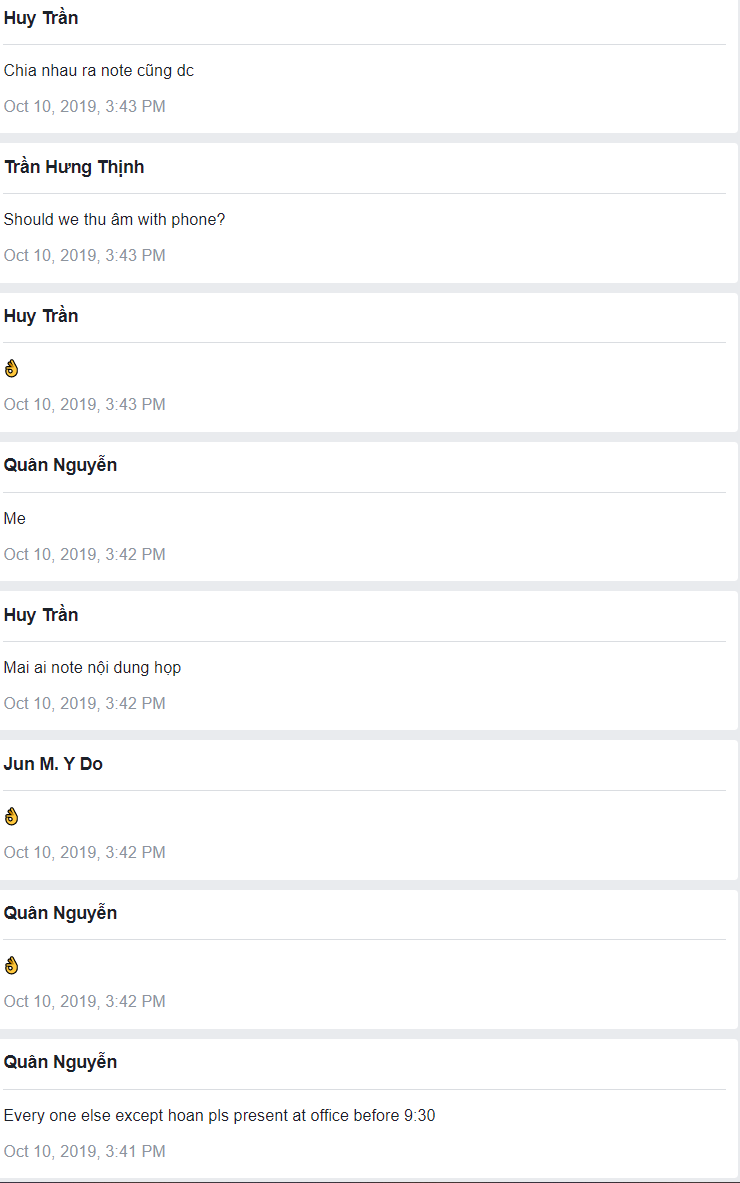 Huy Trần
Chia nhau ra note cũng dc
Oct 10, 2019, 3:43 PM
Trần Hưng Thịnh
Should we thu âm with phone?
Oct 10, 2019, 3:43 PM
Huy Trần
👌
Oct 10, 2019, 3:43 PM
Quân Nguyễn
Me
Oct 10, 2019, 3:42 PM
Huy Trần
Mai ai note nội dung họp
Oct 10, 2019, 3:42 PM
Jun M. Y Do
👌
Oct 10, 2019, 3:42 PM
Quân Nguyễn
👌
Oct 10, 2019, 3:42 PM
Quân Nguyễn
Every one else except hoan pls present at office before 9:30
Oct 10, 2019, 3:41 PM